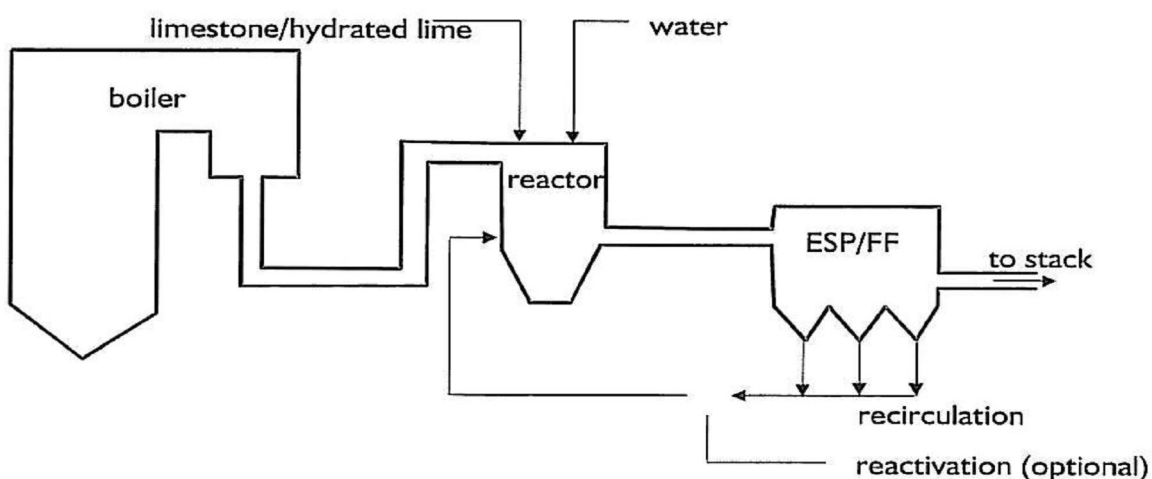 limestone/hydrated lime
water
boiler
reactor
ESP/FF
to stack
recirculation
reactivation (optional)